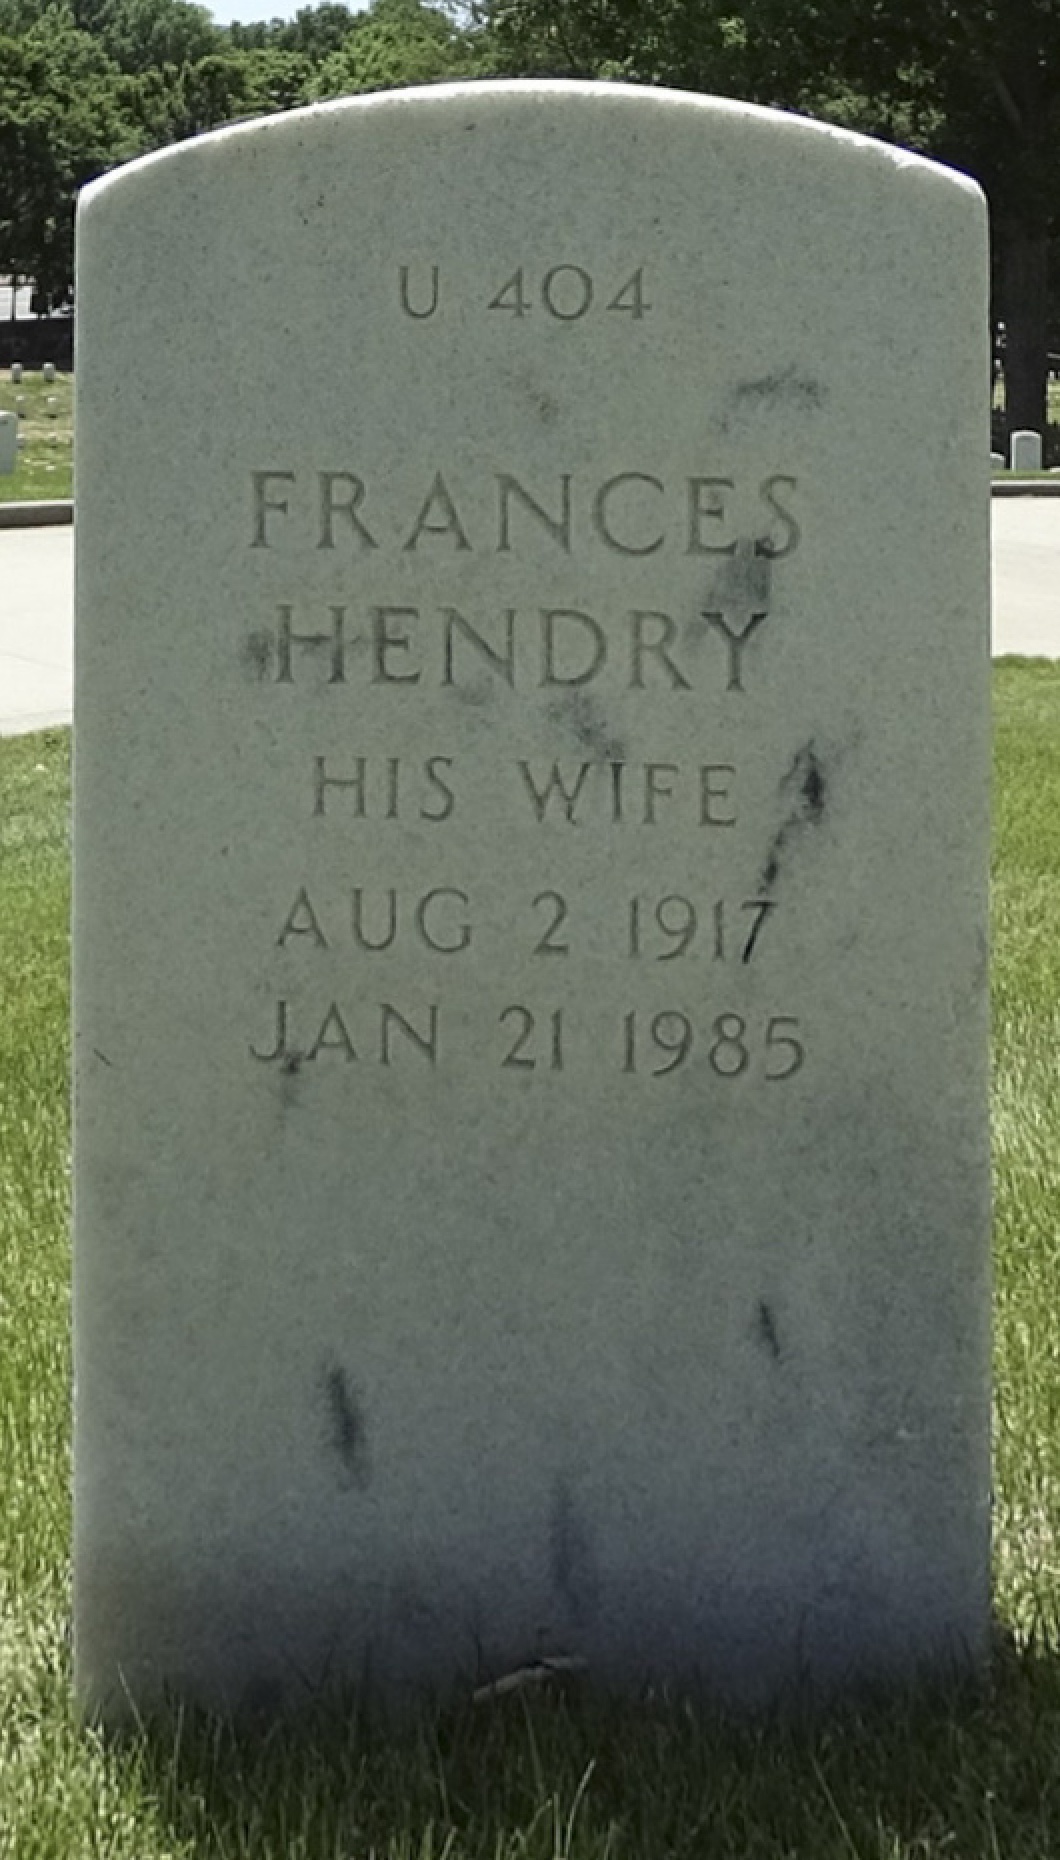 U 404
FRANCES
HENDRY
HIS WIFE
AUG 2 1917
JAN 21 1985